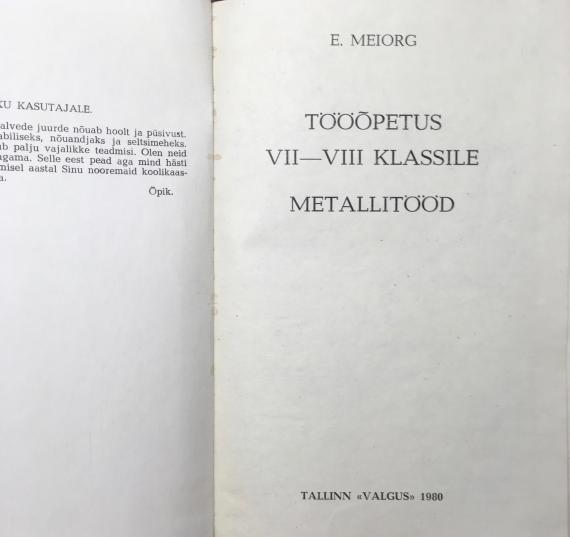 KU KASUTAJALE.
alvede juurde nõuab hoolt ja püsivust.
abiliseks, nõuandjaks ja seltsimeheks.
ub palju vajalikke teadmisi. Olen neid
agama. Selle eest pead aga mind hästi
misel aastal Sinu nooremaid koolikaas-
a.
Õpik.
E. MEIORG
TÖÖÕPETUS
VII—VIII KLASSILE
METALLITÖÖD
TALLINN «VALGUS» 1980